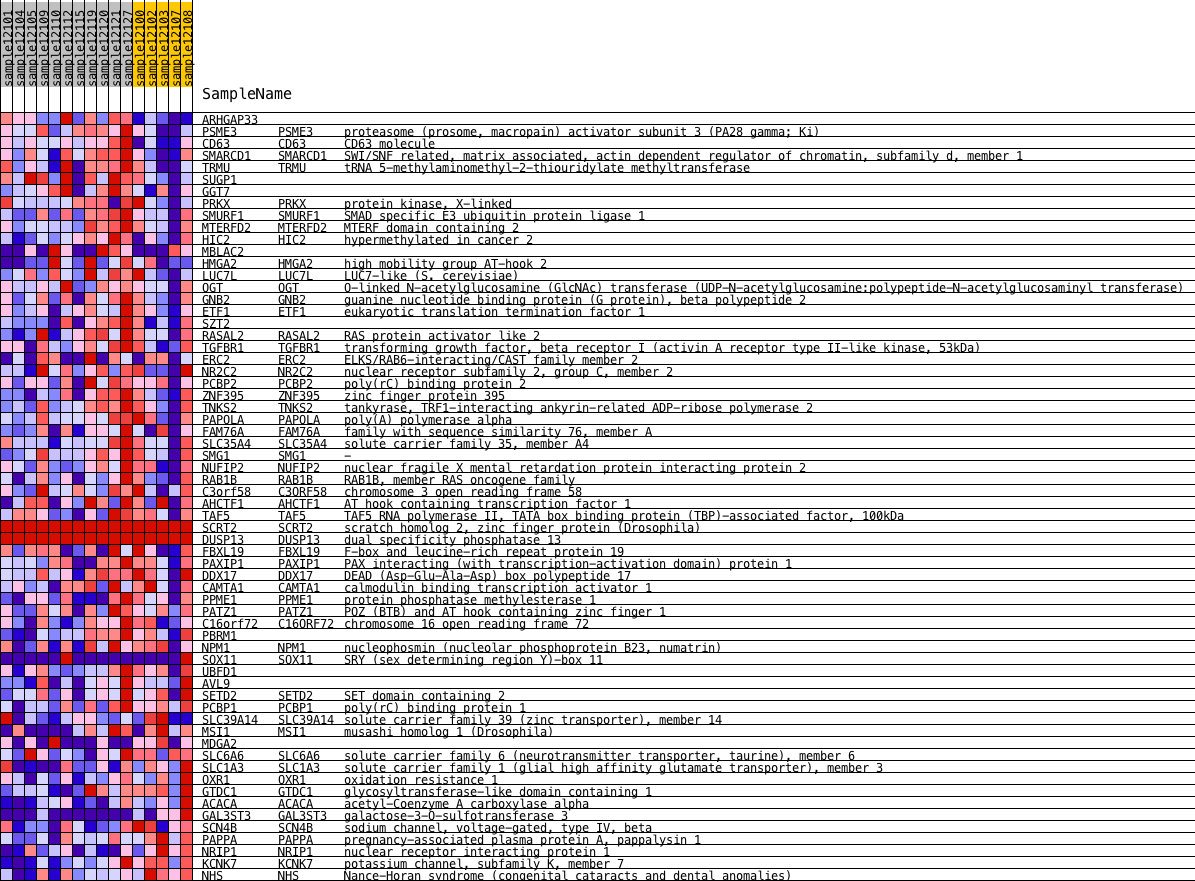 sample12101
sample12104
sample12105
sample12109
sample12110
sample12112
sample12115
sample12119
sample12120
sample12121
sample12127
sample12100
sample12102
sample12103
sample12107
sample12108
SampleName
ARHGAP33
PSME3 PSME3 proteasome (prosome, macropain) activator subunit 3 (PA28 gamma; Ki)
CD63 CD63 CD63 molecule
SMARCD1 SMARCD1 SWI/SNF related, matrix associated, actin dependent regulator of chromatin, subfamily d, member 1
TRMU TRMU tRNA 5-methylaminomethyl-2-thiouridylate methyltransferase
SUGP1
GGT7
PRKX PRKX protein kinase, X-linked
SMURF1 SMURF1 SMAD specific E3 ubiquitin protein ligase 1
MTERFD2 MTERFD2 MTERF domain containing 2
HIC2 HIC2 hypermethylated in cancer 2
MBLAC2
HMGA2 HMGA2 high mobility group AT-hook 2
LUC7L LUC7L LUC7-like (S. cerevisiae)
OGT OGT O-linked N-acetylglucosamine (GlcNAc) transferase (UDP-N-acetylglucosamine:polypeptide-N-acetylglucosaminyl transferase)
GNB2 GNB2 guanine nucleotide binding protein (G protein), beta polypeptide 2
ETF1 ETF1 eukaryotic translation termination factor 1
SZT2
RASAL2 RASAL2 RAS protein activator like 2
TGFBR1 TGFBR1 transforming growth factor, beta receptor I (activin A receptor type II-like kinase, 53kDa)
ERC2 ERC2 ELKS/RAB6-interacting/CAST family member 2
NR2C2 NR2C2 nuclear receptor subfamily 2, group C, member 2
PCBP2 PCBP2 poly(rC) binding protein 2
ZNF395 ZNF395 zinc finger protein 395
TNKS2 TNKS2 tankyrase, TRF1-interacting ankyrin-related ADP-ribose polymerase 2
PAPOLA PAPOLA poly(A) polymerase alpha
FAM76A FAM76A family with sequence similarity 76, member A
SLC35A4 SLC35A4 solute carrier family 35, member A4
SMG1 SMG1 -
NUFIP2 NUFIP2 nuclear fragile X mental retardation protein interacting protein 2
RAB1B RAB1B RAB1B, member RAS oncogene family
C3orf58 C3ORF58 chromosome 3 open reading frame 58
AHCTF1 AHCTF1 AT hook containing transcription factor 1
TAF5 TAF5 TAF5 RNA polymerase II, TATA box binding protein (TBP)-associated factor, 100kDa
SCRT2 SCRT2 scratch homolog 2, zinc finger protein (Drosophila)
DUSP13 DUSP13 dual specificity phosphatase 13
FBXL19 FBXL19 F-box and leucine-rich repeat protein 19
PAXIP1 PAXIP1 PAX interacting (with transcription-activation domain) protein 1
DDX17 DDX17 DEAD (Asp-Glu-Ala-Asp) box polypeptide 17
CAMTA1 CAMTA1 calmodulin binding transcription activator 1
PPME1 PPME1 protein phosphatase methylesterase 1
PATZ1 PATZ1 POZ (BTB) and AT hook containing zinc finger 1
C16orf72 C16ORF72 chromosome 16 open reading frame 72
PBRM1
NPM1 NPM1 nucleophosmin (nucleolar phosphoprotein B23, numatrin)
SOX11 SOX11 SRY (sex determining region Y)-box 11
UBFD1
AVL9
SETD2 SETD2 SET domain containing 2
PCBP1 PCBP1 poly(rC) binding protein 1
SLC39A14 SLC39A14 solute carrier family 39 (zinc transporter), member 14
MSI1 MSI1 musashi homolog 1 (Drosophila)
MDGA2
SLC6A6 SLC6A6 solute carrier family 6 (neurotransmitter transporter, taurine), member 6
SLC1A3 SLC1A3 solute carrier family 1 (glial high affinity glutamate transporter), member 3
OXR1 OXR1 oxidation resistance 1
GTDC1 GTDC1 glycosyltransferase-like domain containing 1
ACACA ACACA acetyl-Coenzyme A carboxylase alpha
GAL3ST3 GAL3ST3 galactose-3-O-sulfotransferase 3
SCN4B SCN4B sodium channel, voltage-gated, type IV, beta
PAPPA PAPPA pregnancy-associated plasma protein A, pappalysin 1
NRIP1 NRIP1 nuclear receptor interacting protein 1
KCNK7 KCNK7 potassium channel, subfamily K, member 7
NHS NHS Nance-Horan syndrome (congenital cataracts and dental anomalies)